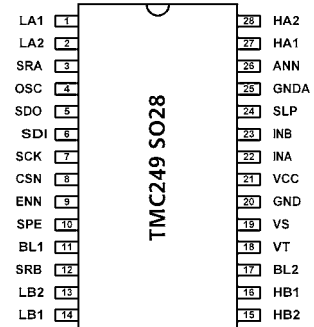 LA1 1 28 HA2
LA2 2 27 HA1
SRA 3 26 ANN
OSC 4 25 GNDA
SDO 5 24 SLP
SDI 6 23 INB
SCK 7 22 INA
CSN 8 21 VCC
ENN 9 20 GND
SPE 10 19 VS
BL1 11 18 VT
SRB 12 17 BL2
LB2 13 16 HB1
LB1 14 15 HB2
TMC249 SO28